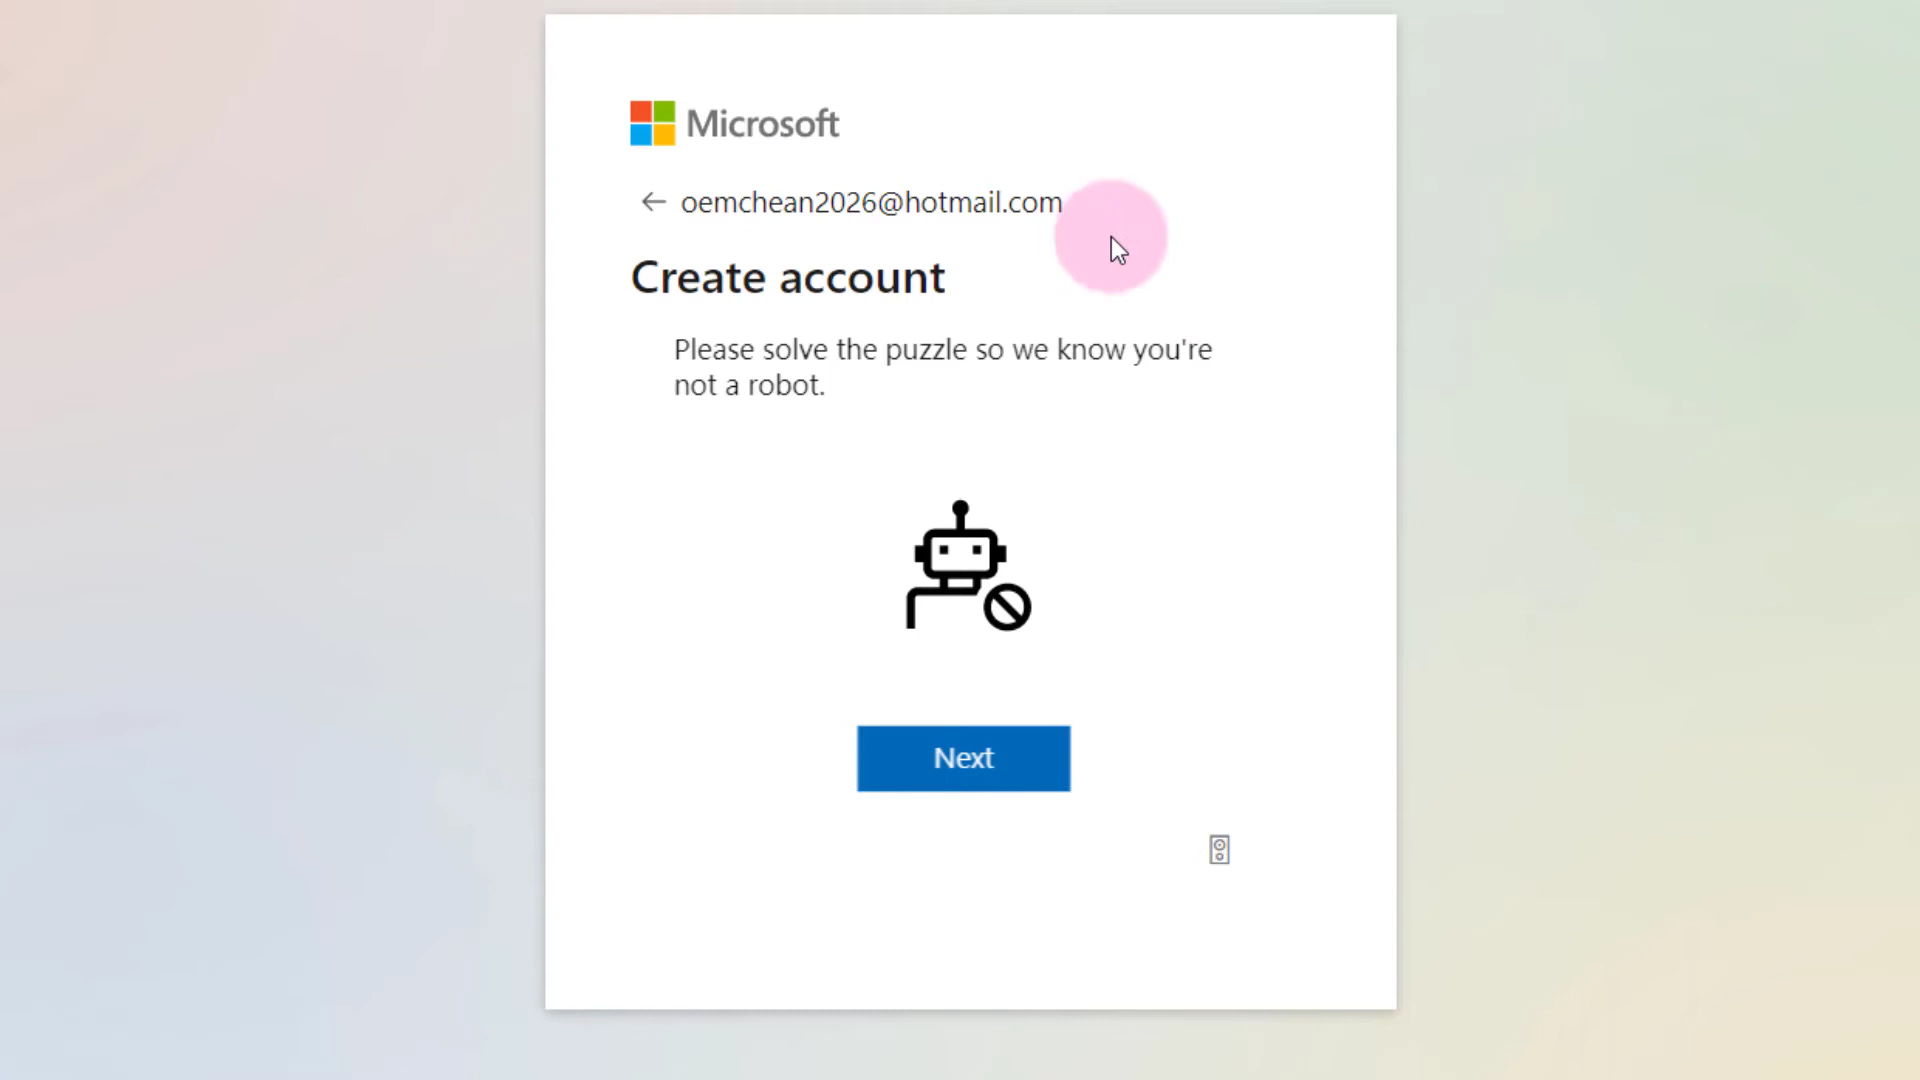 Microsoft
oemchean2026@hotmail.com
Create account
Please solve the puzzle so we know you're
not a robot.
Next